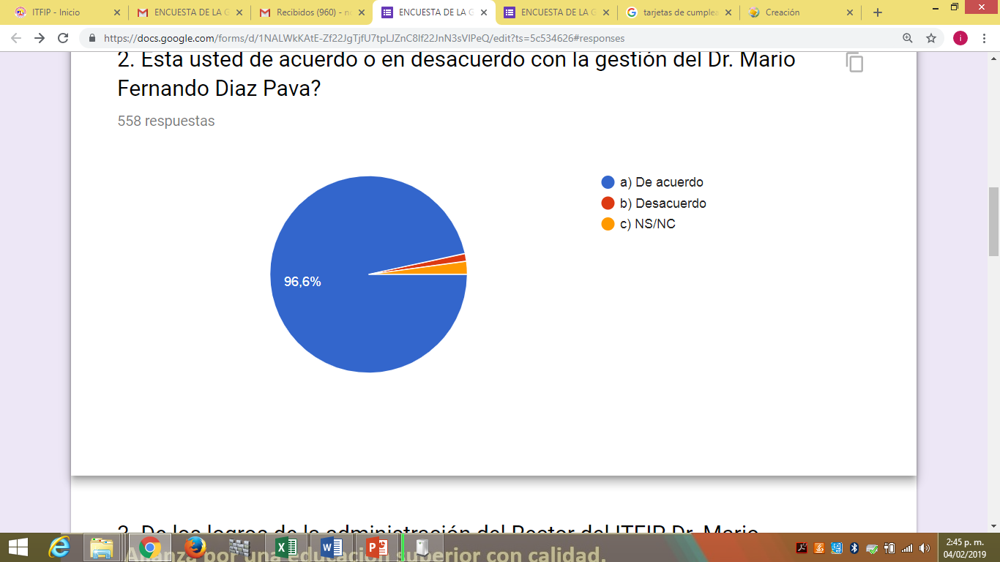 ITFIP - Inicio
ENCUESTA DE LA G
Recibidos (960) - n
ENCUESTA DE LA G
ENCUESTA DE LA G
tarjetas de cumplea
Creación
https://docs.google.com/forms/d/1NALWkKAtE-Zf22JgTjfU7tpLJZnC8lf22JnN3sVIPeQ/edit?ts=5c534626#responses
i
2. Esta usted de acuerdo o en desacuerdo con la gestión del Dr. Mario
Fernando Diaz Pava?
558 respuestas
a) De acuerdo
b) Desacuerdo
c) NS/NC
96,6%
3. De los logros de la administración del Rector del ITFIP Dr. Mario
Avanza por una educación superior con calidad.
2:45 p. m.
04/02/2019